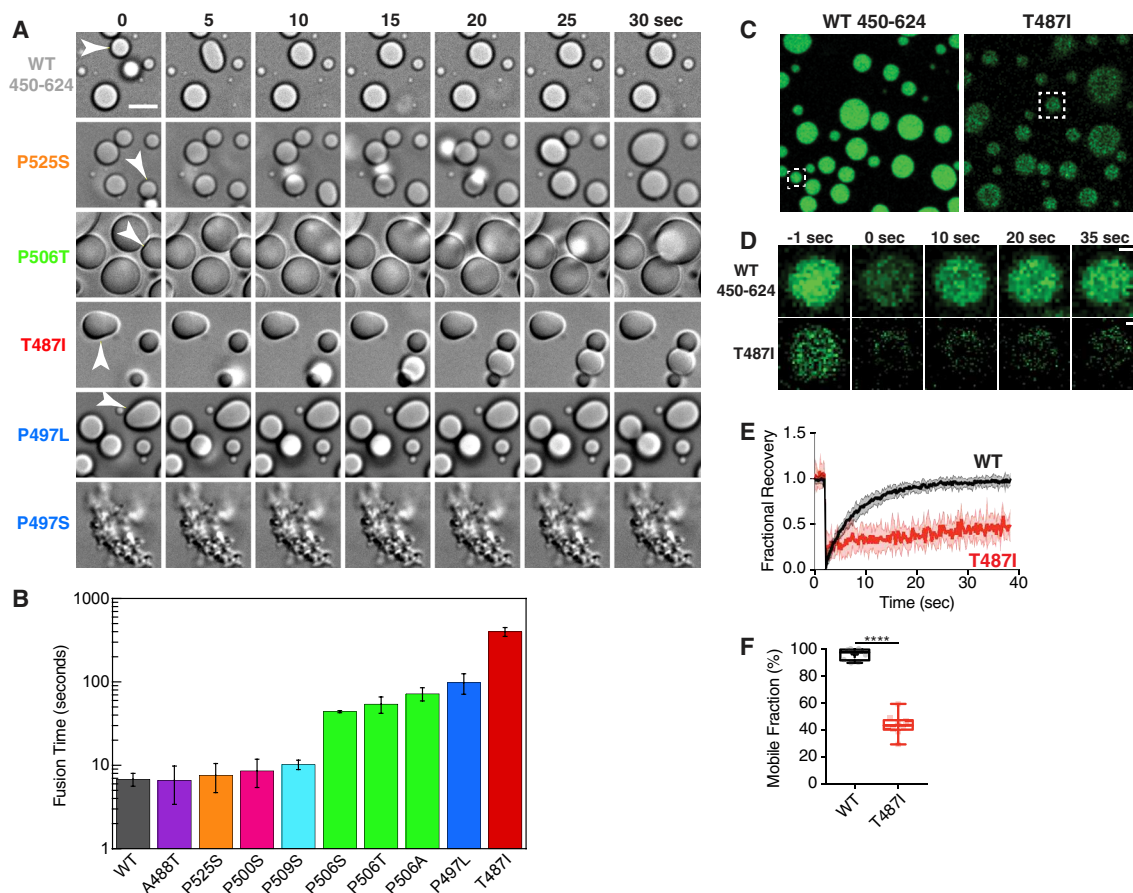 A
0 5 10 15 20 25 30 sec
WT
450-624
P525S
P506T
T487I
P497L
P497S
B
Fusion Time (seconds)
1000
100
10
1
WT A488T P525S P500S P509S P506S P506T P506A P497L T487I
C
WT 450-624 T487I
D
-1 sec 0 sec 10 sec 20 sec 35 sec
WT
450-624
T487I
E
Fractional Recovery
1.5
1.0
0.5
0.0
WT
T487I
0 10 20 30 40
Time (sec)
F
Mobile Fraction (%)
100
80
60
40
20
0
****
WT T487I